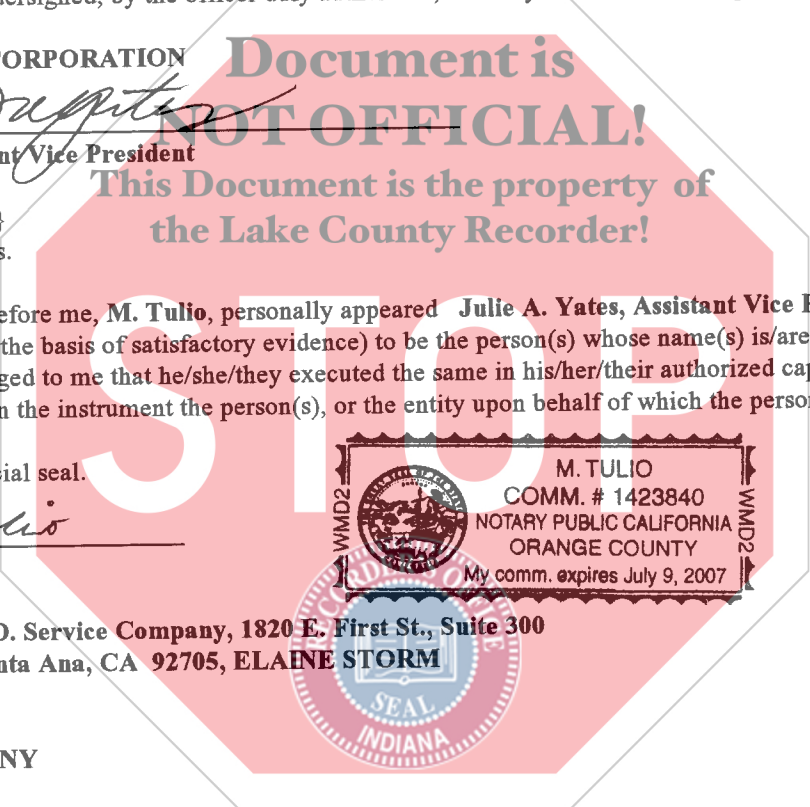 ersigned, by the officer duly
CORPORATION
Document is
NOT OFFICIAL!
nt Vice President
This Document is the property of
the Lake County Recorder!
}
s.
efore me, M. Tulio, personally appeared Julie A. Yates, Assistant Vice
the basis of satisfactory evidence) to be the person(s) whose name(s) is/are
ged to me that he/she/they executed the same in his/her/their authorized cap
n the instrument the person(s), or the entity upon behalf of which the perso
STOP
ial seal.
WMD2
M. TULIO
COMM. # 1423840
NOTARY PUBLIC CALIFORNIA
ORANGE COUNTY
My comm. expires July 9, 2007
WMD2
D. Service Company, 1820 E. First St., Suite 300
nta Ana, CA 92705, ELAINE STORM
RECORDER'S OFFICE
SEAL
INDIANA
NY